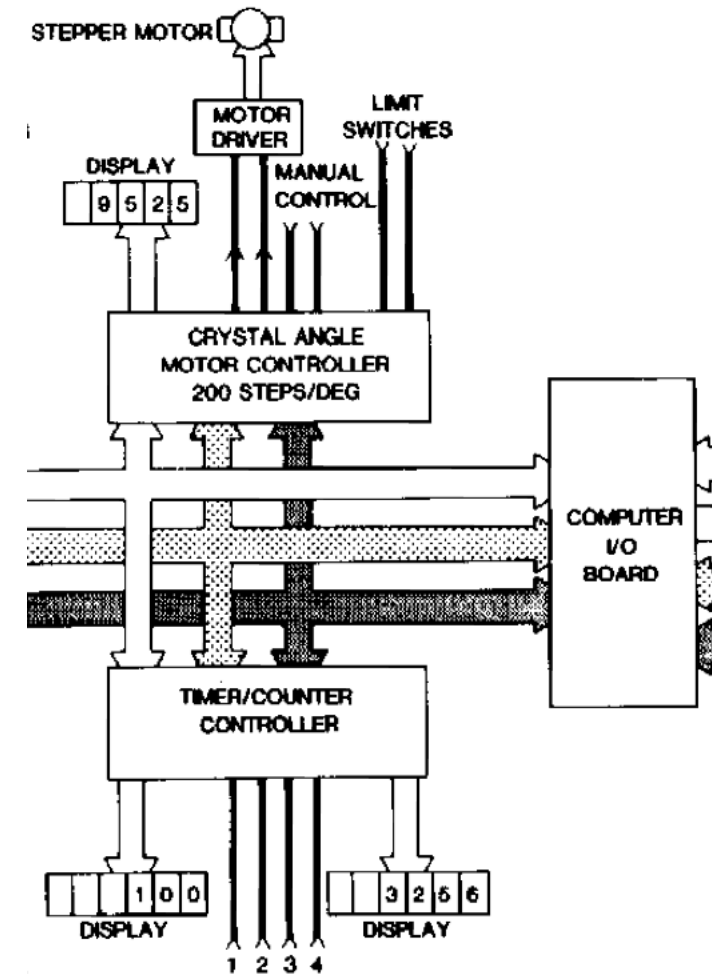 STEPPER MOTOR
MOTOR
DRIVER
LIMIT
SWITCHES
DISPLAY
9 5 2 5
MANUAL
CONTROL
CRYSTAL ANGLE
MOTOR CONTROLLER
200 STEPS/DEG
COMPUTER
I/O
BOARD
TIMER/COUNTER
CONTROLLER
1 0 0
DISPLAY
3 2 5 6
DISPLAY
1 2 3 4